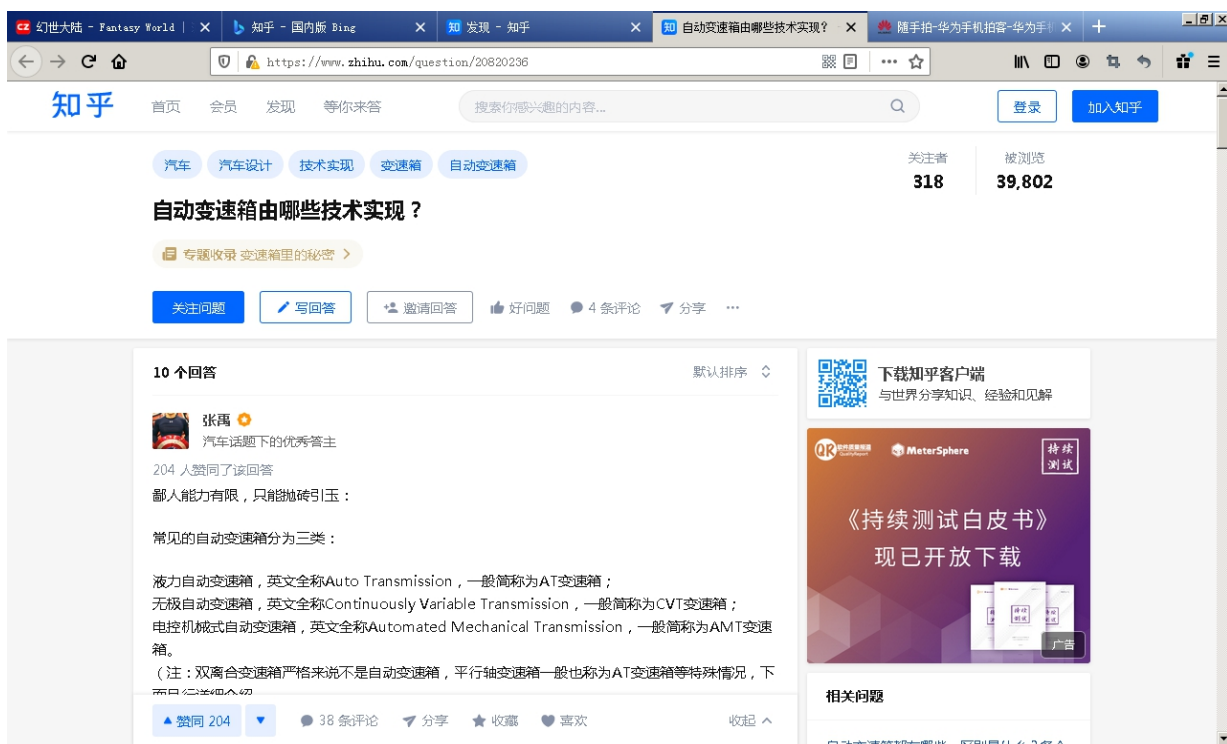 幻世大陆 - Fantasy World |
知乎 - 国内版 Bing
发现 - 知乎
自动变速箱由哪些技术实现?
随手拍-华为手机拍客-华为手机
https://www.zhihu.com/question/20820236
知乎
首页
会员
发现
等你来答
搜索你感兴趣的内容...
登录
加入知乎
汽车
汽车设计
技术实现
变速箱
自动变速箱
关注者
318
被浏览
39,802
自动变速箱由哪些技术实现？
专题收录 变速箱里的秘密
关注问题
写回答
邀请回答
好问题
4 条评论
分享
10 个回答
默认排序
张禹
汽车话题下的优秀答主
204 人赞同了该回答
鄙人能力有限，只能抛砖引玉：
常见的自动变速箱分为三类：
液力自动变速箱，英文全称Auto Transmission，一般简称为AT变速箱；
无极自动变速箱，英文全称Continuously Variable Transmission，一般简称为CVT变速箱；
电控机械式自动变速箱，英文全称Automated Mechanical Transmission，一般简称为AMT变速
箱。
（注：双离合变速箱严格来说不是自动变速箱，平行轴变速箱一般也称为AT变速箱等特殊情况，下
赞同 204
38 条评论
分享
收藏
喜欢
收起
下载知乎客户端
与世界分享知识、经验和见解
QR
MeterSphere
持续
测试
《持续测试白皮书》
现已开放下载
广告
相关问题